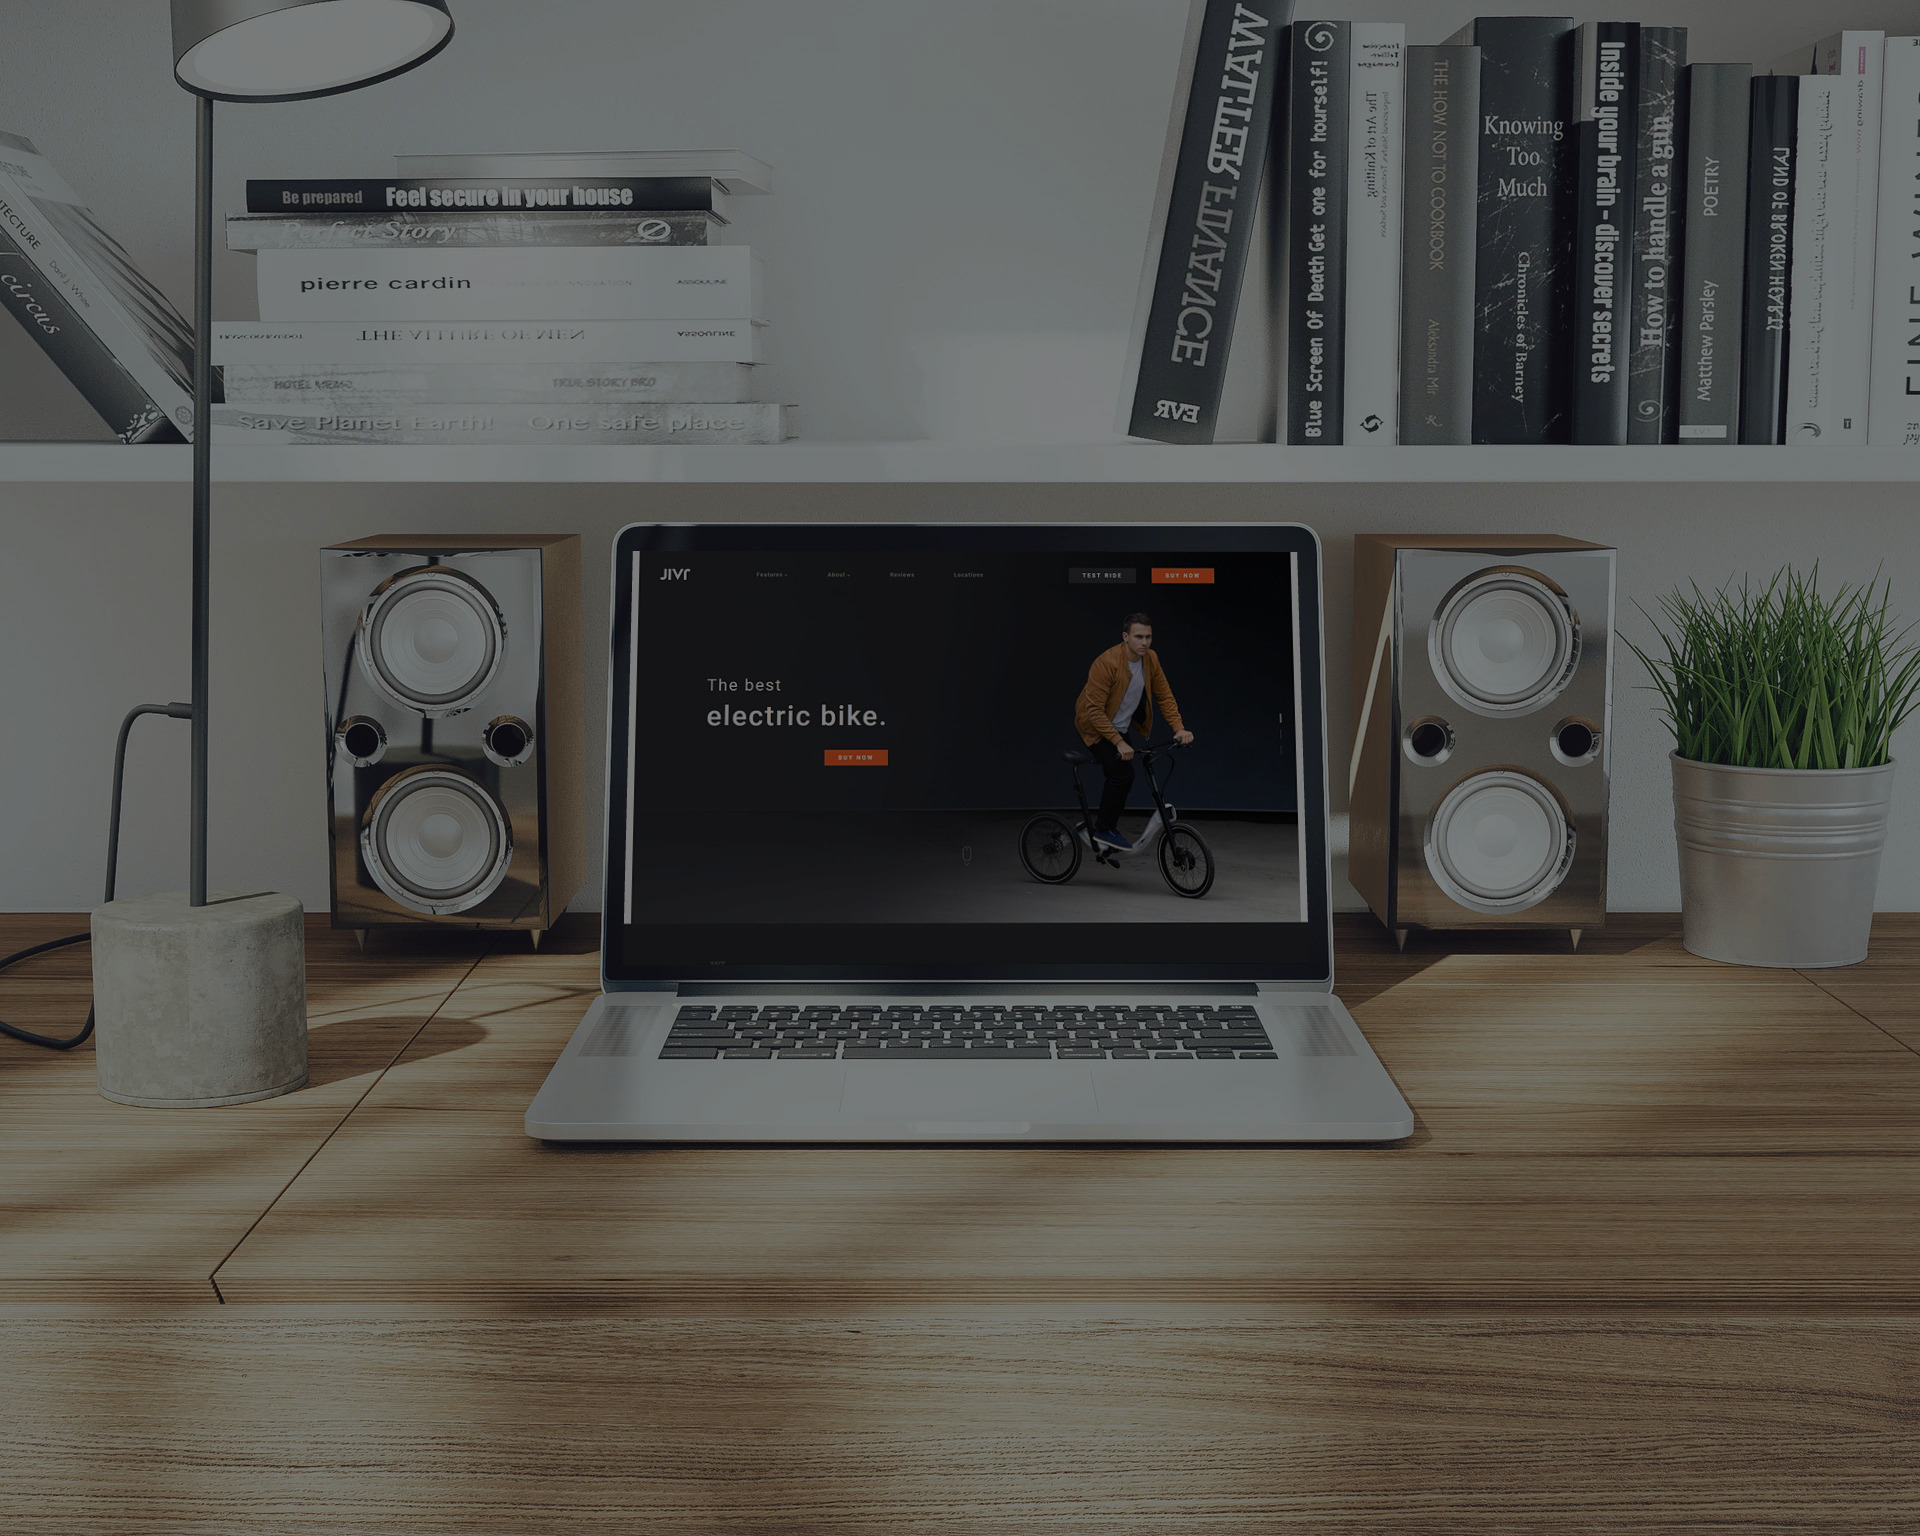 Be prepared Feel secure in your house
Perfect Story
pierre cardin
ASSOULINE
THE ALLURE OF MEN
ASSOULINE
HOTEL MEMO TRUE STORY BRO
Save Planet Earth! One safe place
circus
WALTER FINANCE
EVR
Blue Screen Of Death Get one for hourself!
The Art of Knitting
THE HOW NOT TO COOKBOOK
Aleksandra Mir
Knowing
Too
Much
Chronicles of Barney
Inside your brain - discover secrets
How to handle a gun
Matthew Parsley POETRY
LAND OF BROKEN HEARTS
JIVr
Features
About
Reviews
Locations
TEST RIDE
BUY NOW
The best
electric bike.
BUY NOW